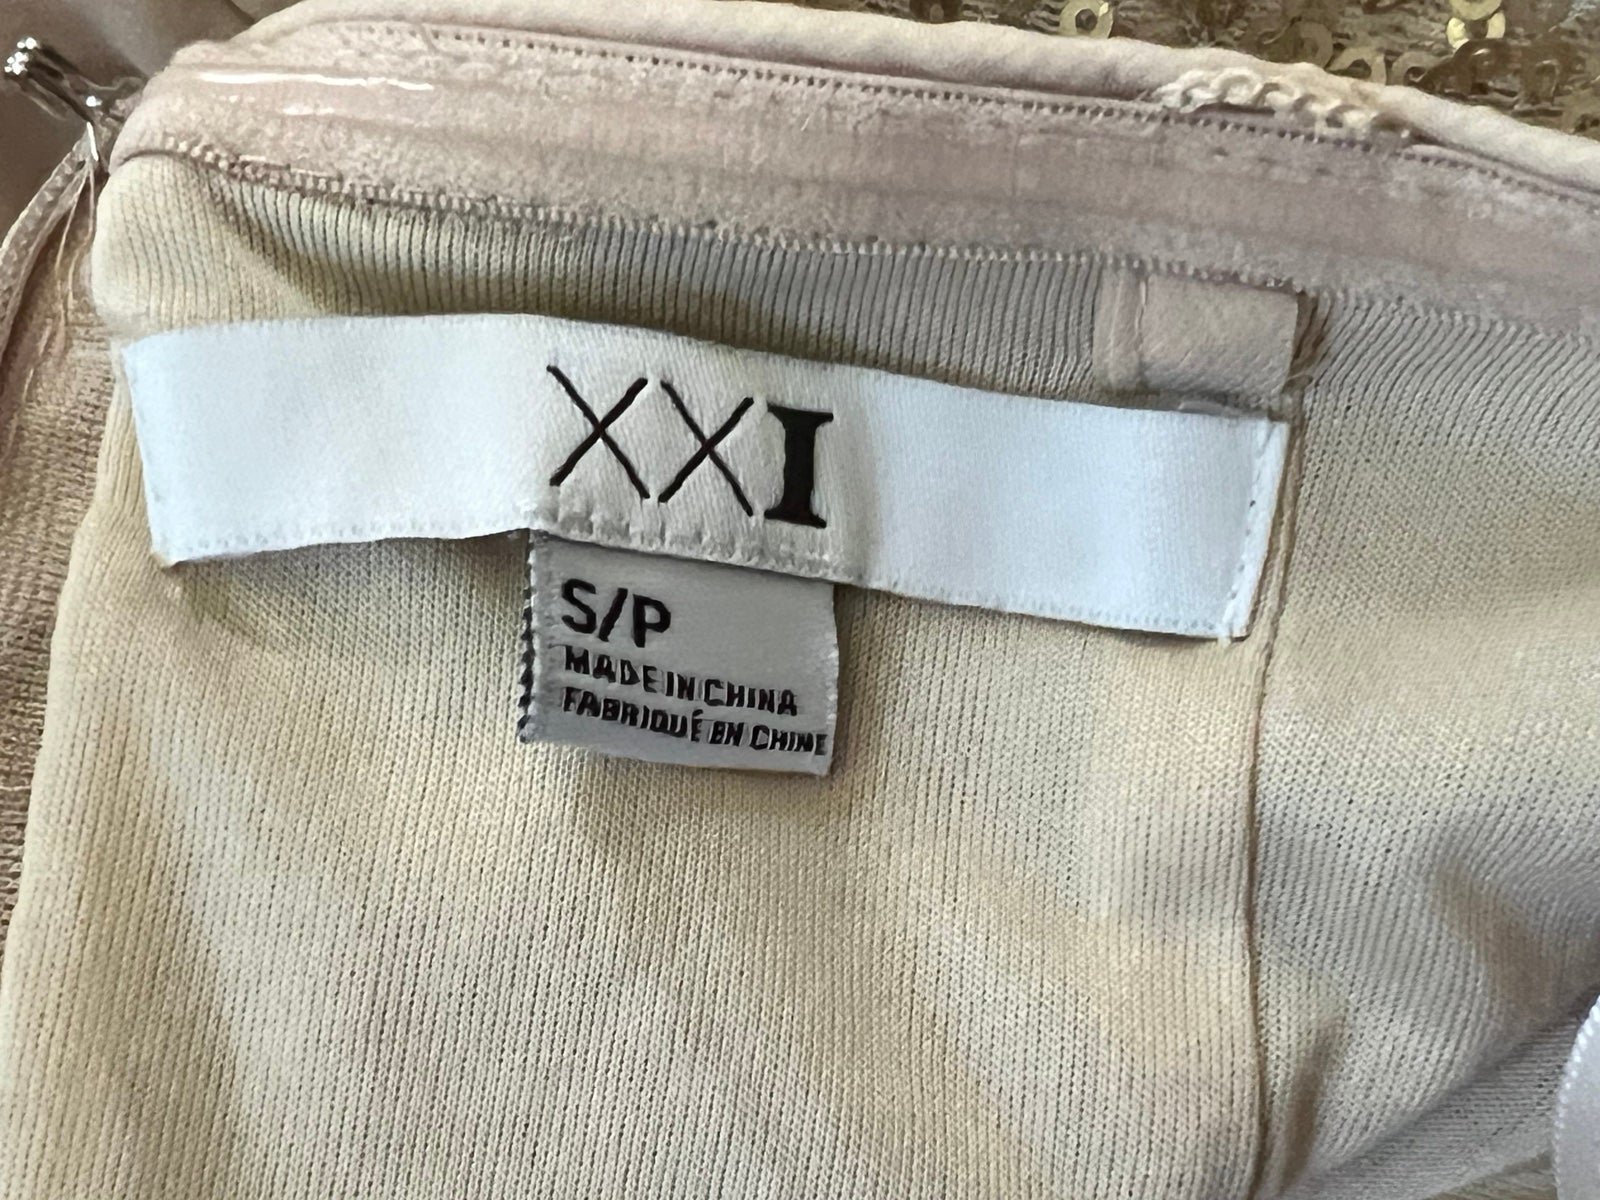 XXI
S/P
MADE IN CHINA
FABRIQUÉ EN CHINE